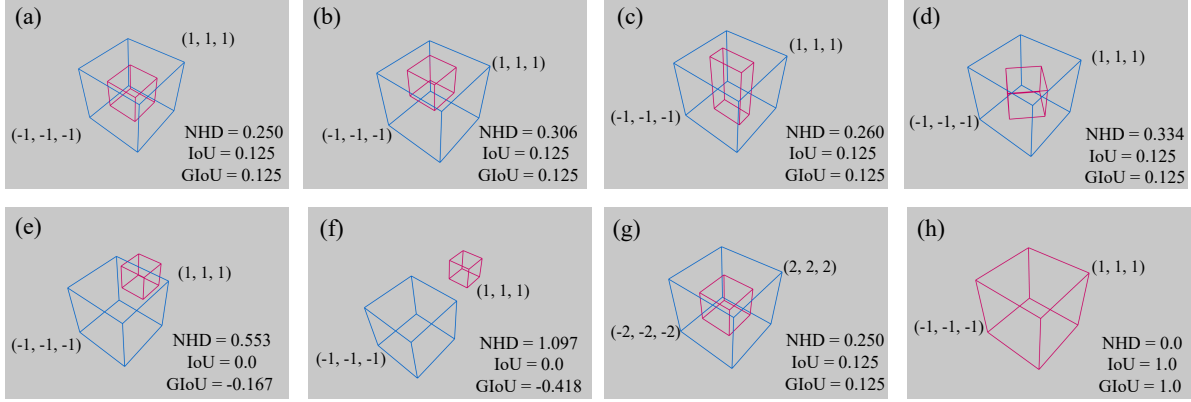 (a)
(1, 1, 1)
(-1, -1, -1)
NHD = 0.250
IoU = 0.125
GIoU = 0.125
(b)
(1, 1, 1)
(-1, -1, -1)
NHD = 0.306
IoU = 0.125
GIoU = 0.125
(c)
(1, 1, 1)
(-1, -1, -1)
NHD = 0.260
IoU = 0.125
GIoU = 0.125
(d)
(1, 1, 1)
(-1, -1, -1)
NHD = 0.334
IoU = 0.125
GIoU = 0.125
(e)
(1, 1, 1)
(-1, -1, -1)
NHD = 0.553
IoU = 0.0
GIoU = -0.167
(f)
(1, 1, 1)
(-1, -1, -1)
NHD = 1.097
IoU = 0.0
GIoU = -0.418
(g)
(2, 2, 2)
(-2, -2, -2)
NHD = 0.250
IoU = 0.125
GIoU = 0.125
(h)
(1, 1, 1)
(-1, -1, -1)
NHD = 0.0
IoU = 1.0
GIoU = 1.0